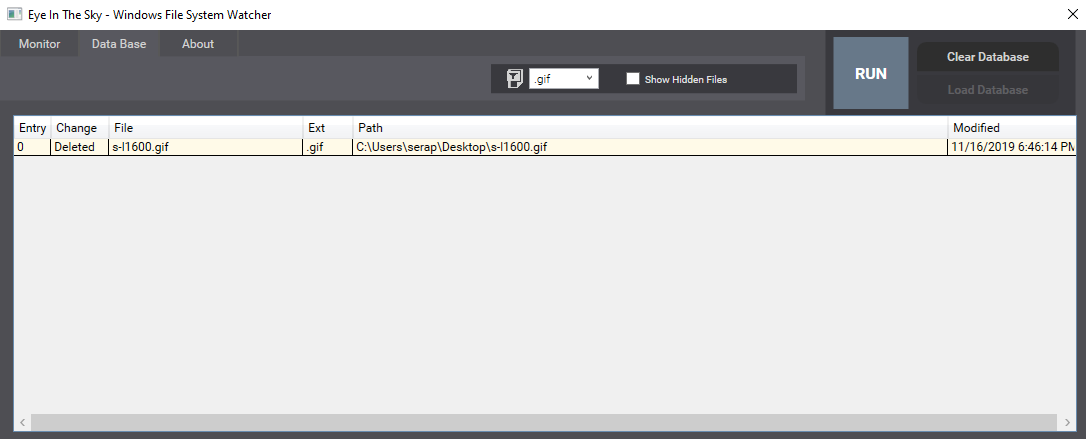 Eye In The Sky - Windows File System Watcher
Monitor Data Base About
RUN
Clear Database
.gif Show Hidden Files
Load Database
Entry Change File Ext Path Modified
0 Deleted s-l1600.gif .gif C:\Users\serap\Desktop\s-l1600.gif 11/16/2019 6:46:14 PM